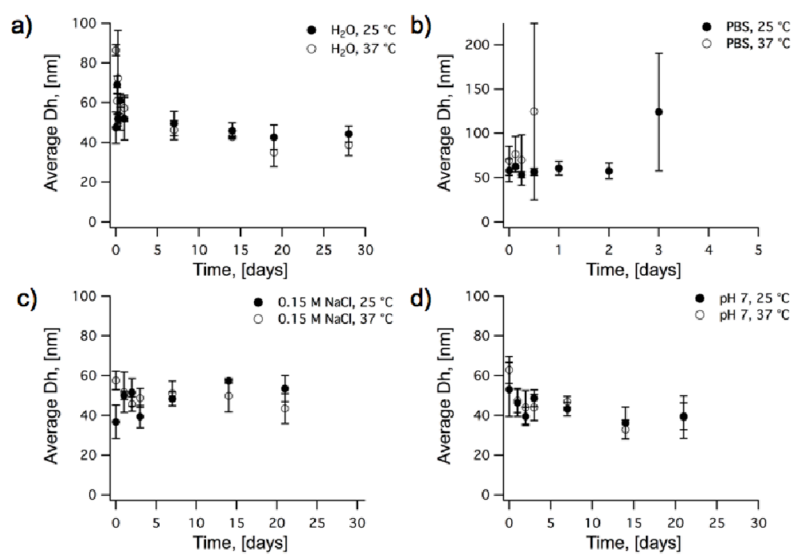 a)
H2O, 25 °C
H2O, 37 °C
Average Dh, [nm]
100
80
60
40
20
0
0 5 10 15 20 25 30
Time, [days]
b)
PBS, 25 °C
PBS, 37 °C
Average Dh, [nm]
200
150
100
50
0
0 1 2 3 4 5
Time, [days]
c)
0.15 M NaCl, 25 °C
0.15 M NaCl, 37 °C
Average Dh, [nm]
100
80
60
40
20
0
0 5 10 15 20 25 30
Time, [days]
d)
pH 7, 25 °C
pH 7, 37 °C
Average Dh, [nm]
100
80
60
40
20
0
0 5 10 15 20 25 30
Time, [days]